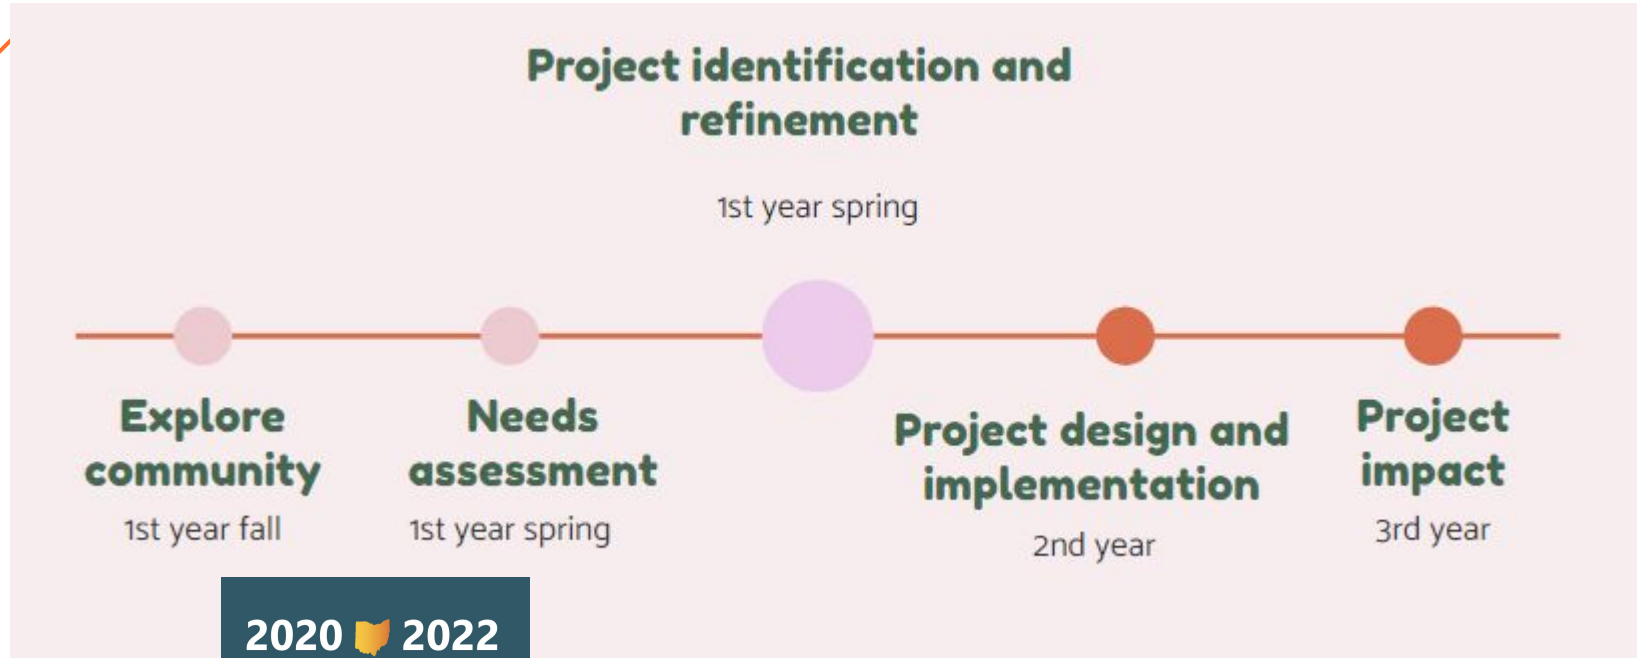 Project identification and
refinement
1st year spring
Explore
community
1st year fall
Needs
assessment
1st year spring
Project design and
implementation
2nd year
Project
impact
3rd year
2020 2022